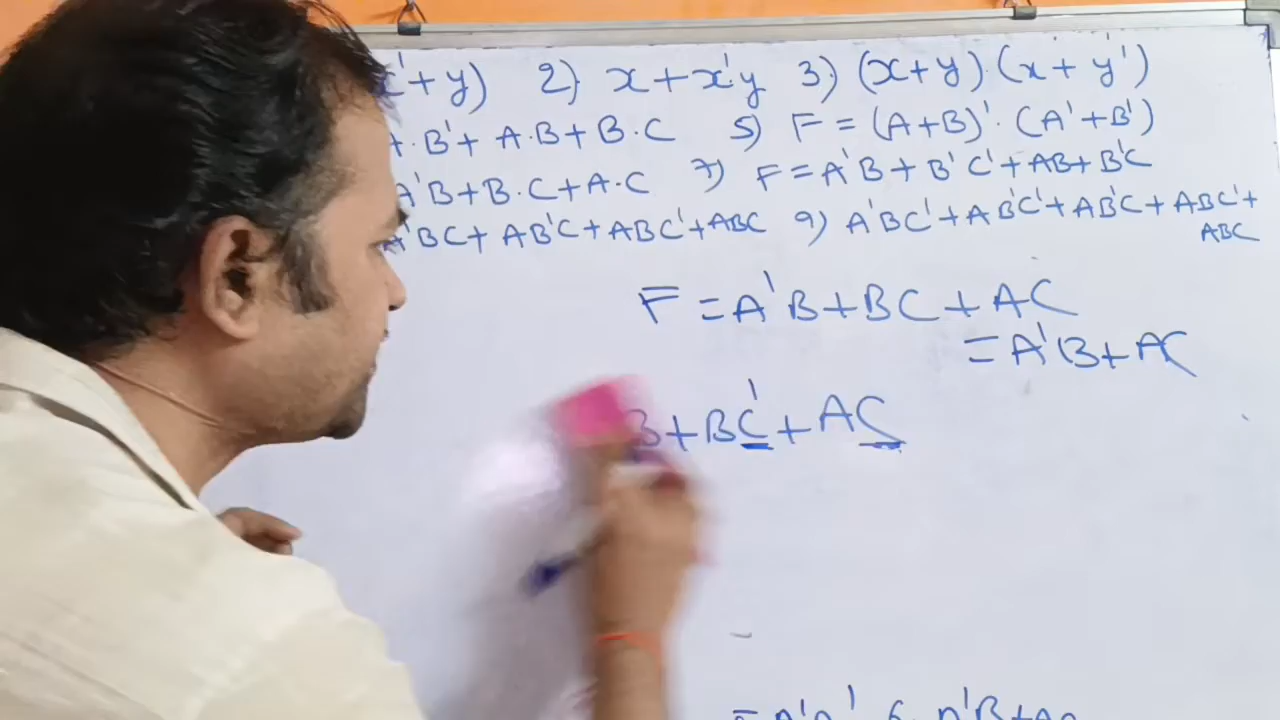 x'+y) 2) x+x'y 3) (x+y).(x+y')
A.B'+ A.B+B.C 5) F=(A+B)'.(A'+B')
A'B+B.C+A.C 7) F=A'B+B'C'+AB+B'C
A'BC+AB'C+ABC'+ABC 9) A'BC'+AB'C'+AB'C+ABC'+
ABC
F=A'B+BC+AC
=A'B+AC
B+BC'+AC